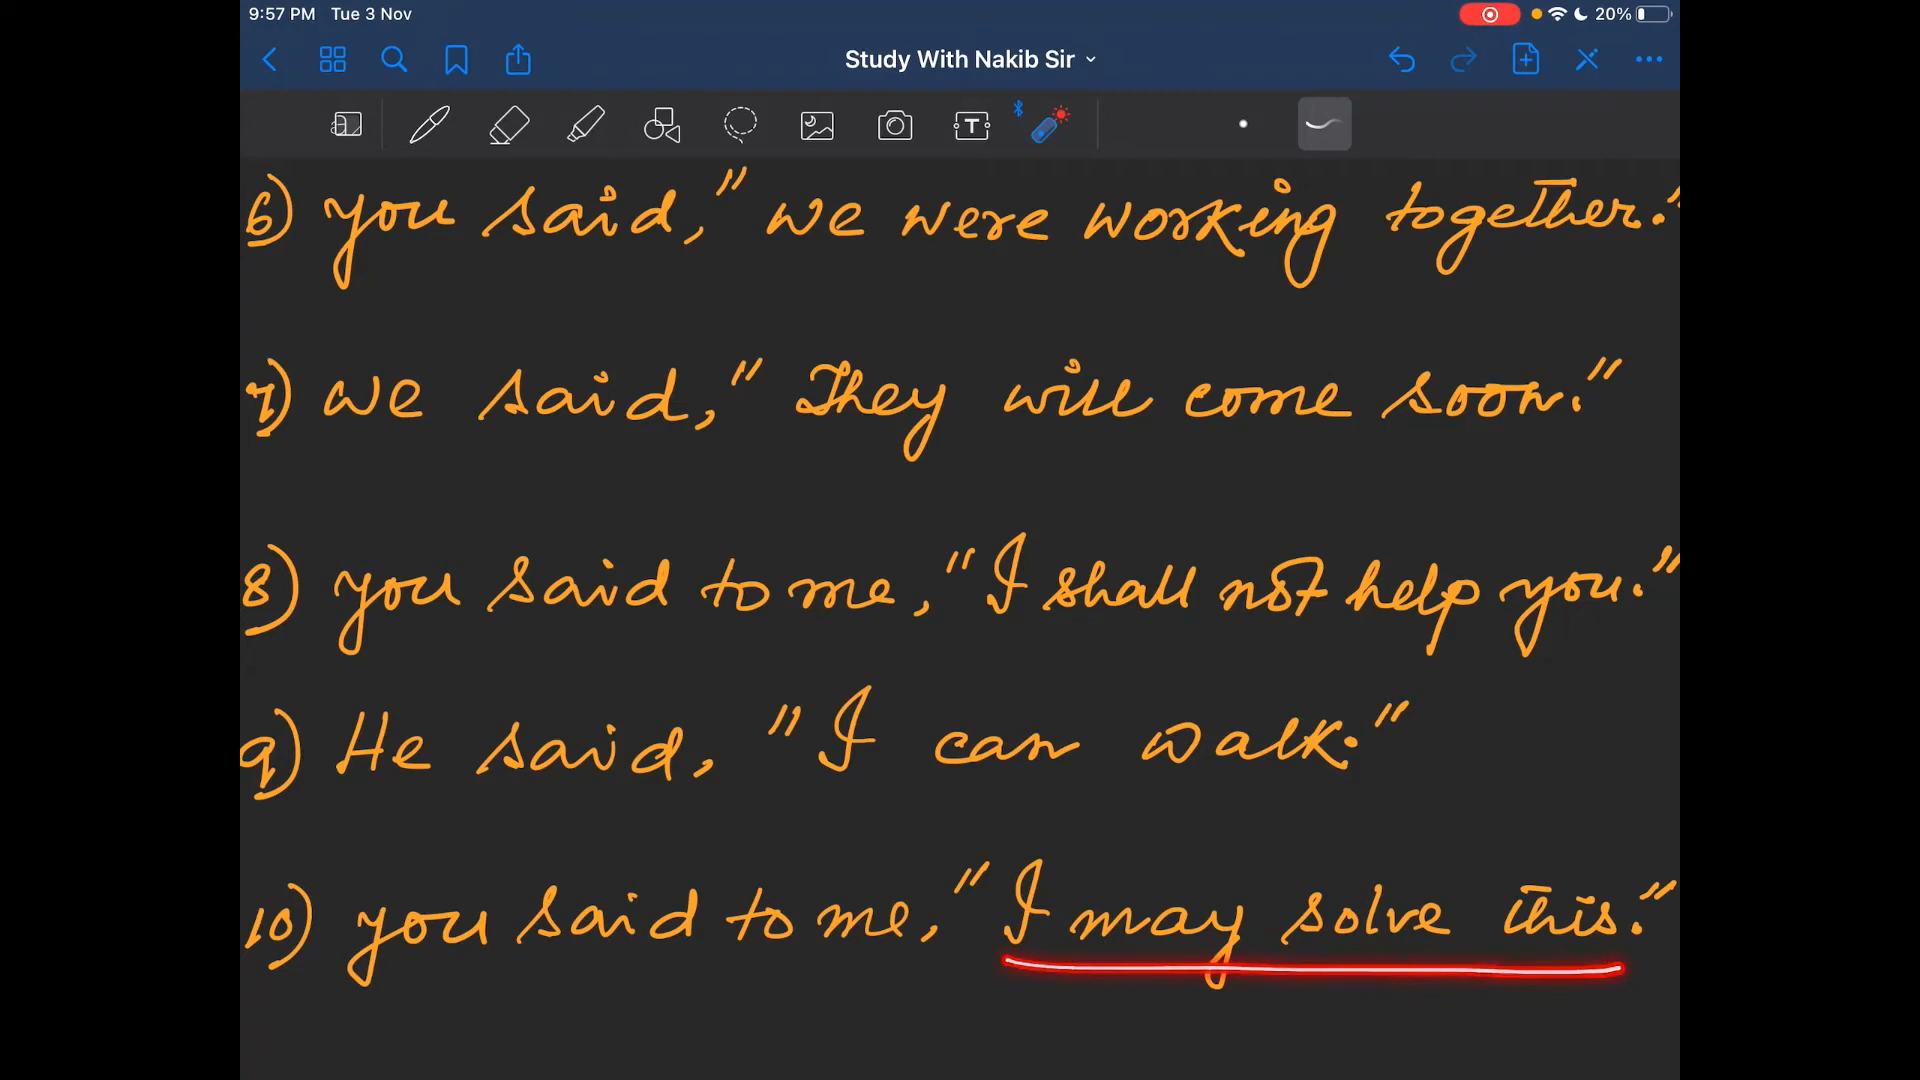 9:57 PM Tue 3 Nov 20%
Study With Nakib Sir
T
6) you said," we were working together."
7) we said," They will come soon."
8) you said to me, "I shall not help you."
9) He said, "I can walk."
10) you said to me, "I may solve this."